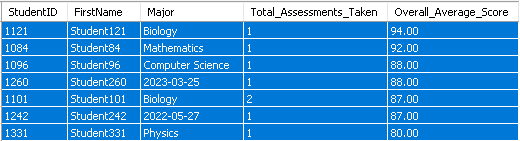 StudentID FirstName Major Total_Assessments_Taken Overall_Average_Score
1121 Student121 Biology 1 94.00
1084 Student84 Mathematics 1 92.00
1096 Student96 Computer Science 1 88.00
1260 Student260 2023-03-25 1 88.00
1101 Student101 Biology 2 87.00
1242 Student242 2022-05-27 1 87.00
1331 Student331 Physics 1 80.00